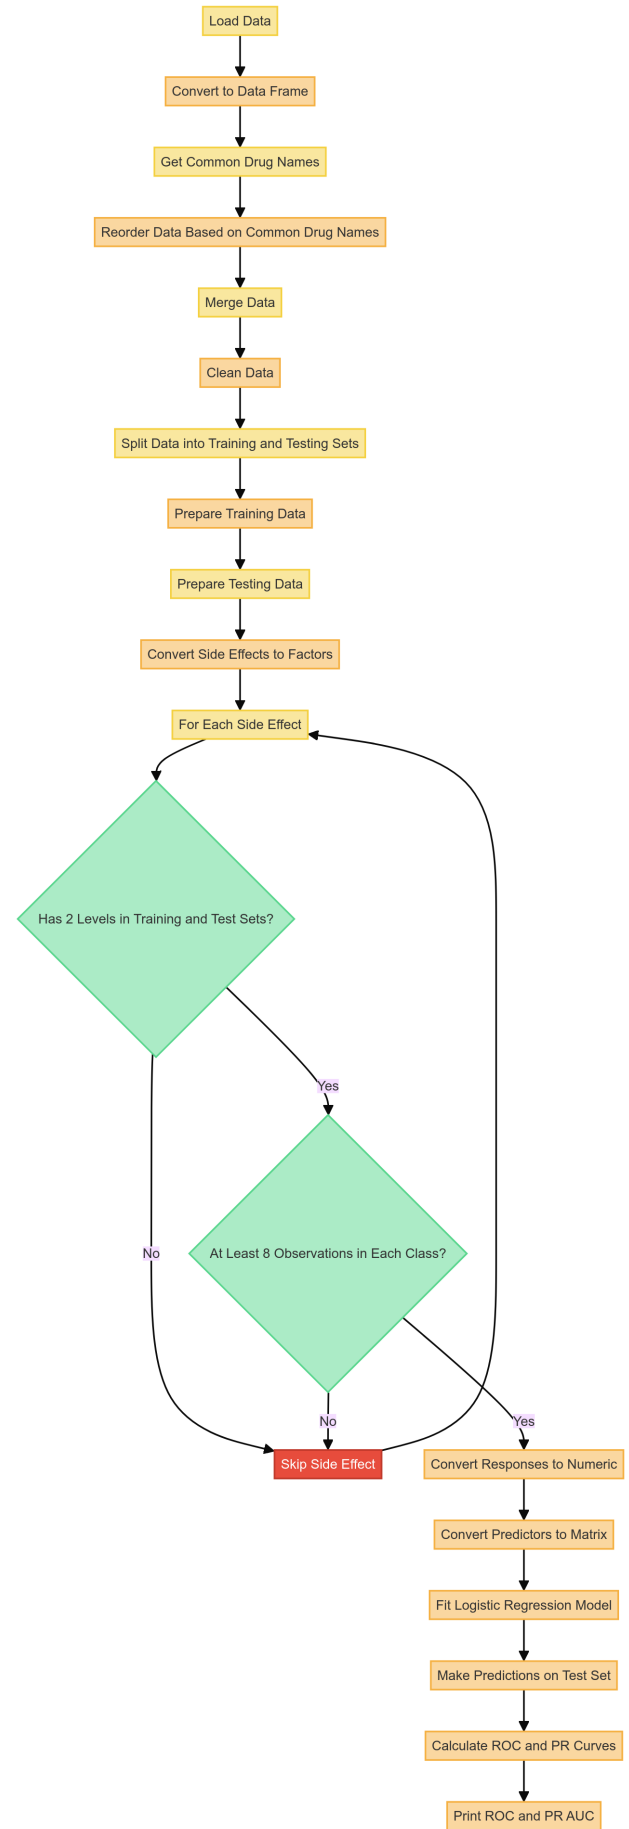 Load Data
Convert to Data Frame
Get Common Drug Names
Reorder Data Based on Common Drug Names
Merge Data
Clean Data
Split Data into Training and Testing Sets
Prepare Training Data
Prepare Testing Data
Convert Side Effects to Factors
For Each Side Effect
Has 2 Levels in Training and Test Sets?
Yes
No
At Least 8 Observations in Each Class?
No
Yes
Skip Side Effect
Convert Responses to Numeric
Convert Predictors to Matrix
Fit Logistic Regression Model
Make Predictions on Test Set
Calculate ROC and PR Curves
Print ROC and PR AUC